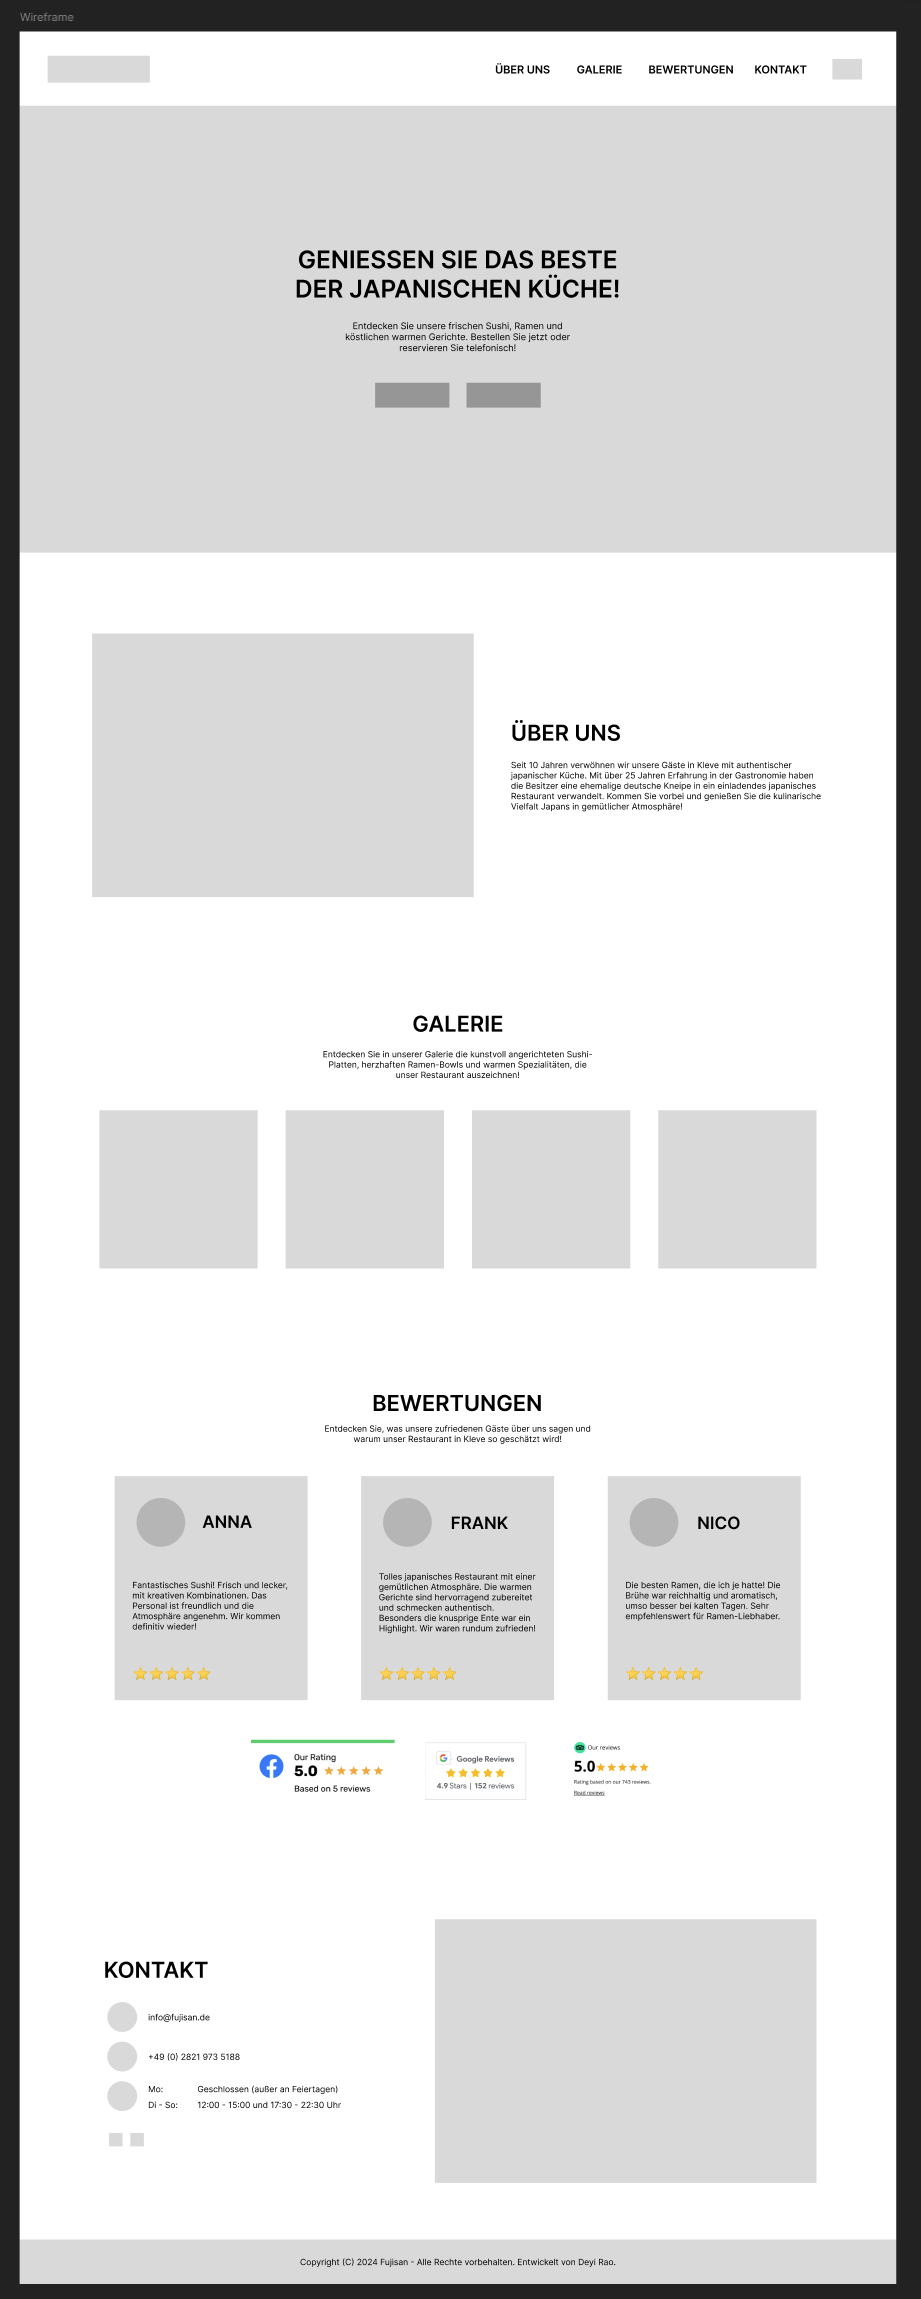 Wireframe
ÜBER UNS GALERIE BEWERTUNGEN KONTAKT
GENIESSEN SIE DAS BESTE
DER JAPANISCHEN KÜCHE!
Entdecken Sie unsere frischen Sushi, Ramen und
köstlichen warmen Gerichte. Bestellen Sie jetzt oder
reservieren Sie telefonisch!
ÜBER UNS
Seit 10 Jahren verwöhnen wir unsere Gäste in Kleve mit authentischer
japanischer Küche. Mit über 25 Jahren Erfahrung in der Gastronomie haben
die Besitzer eine ehemalige deutsche Kneipe in ein einladendes japanisches
Restaurant verwandelt. Kommen Sie vorbei und genießen Sie die kulinarische
Vielfalt Japans in gemütlicher Atmosphäre!
GALERIE
Entdecken Sie in unserer Galerie die kunstvoll angerichteten Sushi-
Platten, herzhaften Ramen-Bowls und warmen Spezialitäten, die
unser Restaurant auszeichnen!
BEWERTUNGEN
Entdecken Sie, was unsere zufriedenen Gäste über uns sagen und
warum unser Restaurant in Kleve so geschätzt wird!
ANNA
Fantastisches Sushi! Frisch und lecker,
mit kreativen Kombinationen. Das
Personal ist freundlich und die
Atmosphäre angenehm. Wir kommen
definitiv wieder!
FRANK
Tolles japanisches Restaurant mit einer
gemütlichen Atmosphäre. Die warmen
Gerichte sind hervorragend zubereitet
und schmecken authentisch.
Besonders die knusprige Ente war ein
Highlight. Wir waren rundum zufrieden!
NICO
Die besten Ramen, die ich je hatte! Die
Brühe war reichhaltig und aromatisch,
umso besser bei kalten Tagen. Sehr
empfehlenswert für Ramen-Liebhaber.
Our Rating
5.0
Based on 5 reviews
Google Reviews
4.9 Stars | 152 reviews
Our reviews
5.0
Rating based on our 743 reviews.
Read reviews
KONTAKT
info@fujisan.de
+49 (0) 2821 973 5188
Mo: Geschlossen (außer an Feiertagen)
Di - So: 12:00 - 15:00 und 17:30 - 22:30 Uhr
Copyright (C) 2024 Fujisan - Alle Rechte vorbehalten. Entwickelt von Deyi Rao.